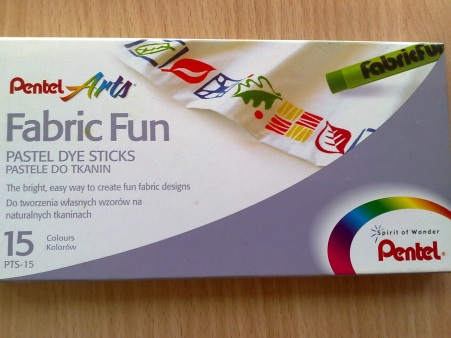 Pentel Arts
Fabric Fun
PASTEL DYE STICKS
PASTELE DO TKANIN
The bright, easy way to create fun fabric designs
Do tworzenia własnych wzorów na
naturalnych tkaninach
15 Colours
Kolorów
PTS-15
FabricFun
Spirit of Wonder
Pentel®